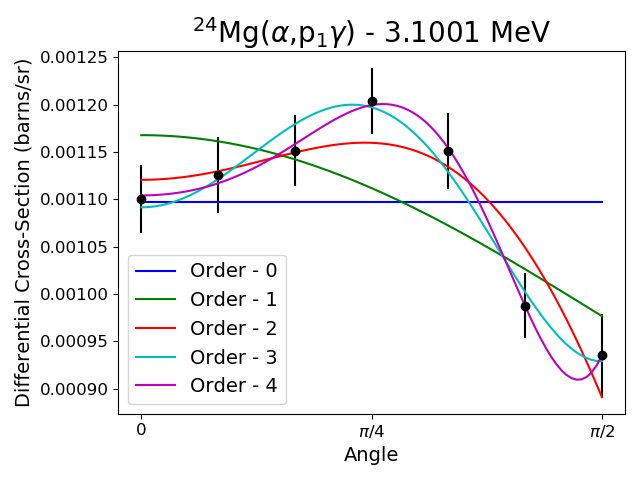 ²⁴Mg(α,p₁γ) - 3.1001 MeV
Differential Cross-Section (barns/sr)
0.00125
0.00120
0.00115
0.00110
0.00105
0.00100
0.00095
0.00090
Order - 0
Order - 1
Order - 2
Order - 3
Order - 4
0 π/4 π/2
Angle